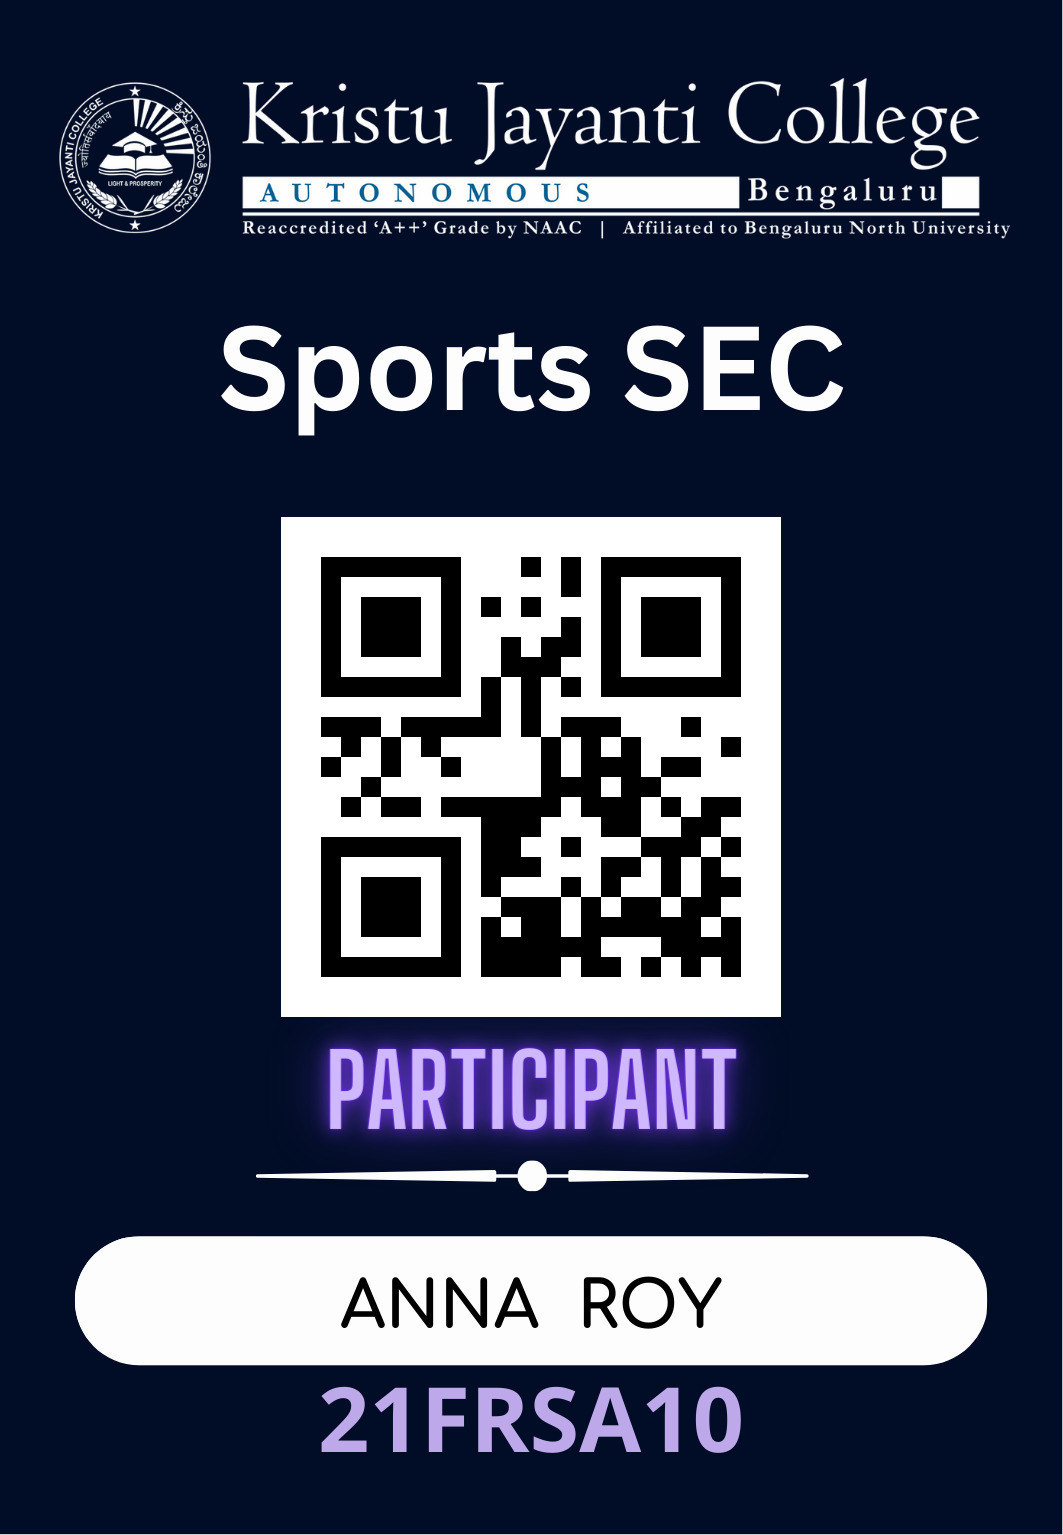 Kristu Jayanti College
AUTONOMOUS Bengaluru
Reaccredited ‘A++’ Grade by NAAC | Affiliated to Bengaluru North University
KRISTU JAYANTI COLLEGE
ಕ್ರಿಸ್ತು ಜಯಂತಿ ಕಾಲೇಜು
LIGHT & PROSPERITY
Sports SEC
PARTICIPANT
ANNA ROY
21FRSA10